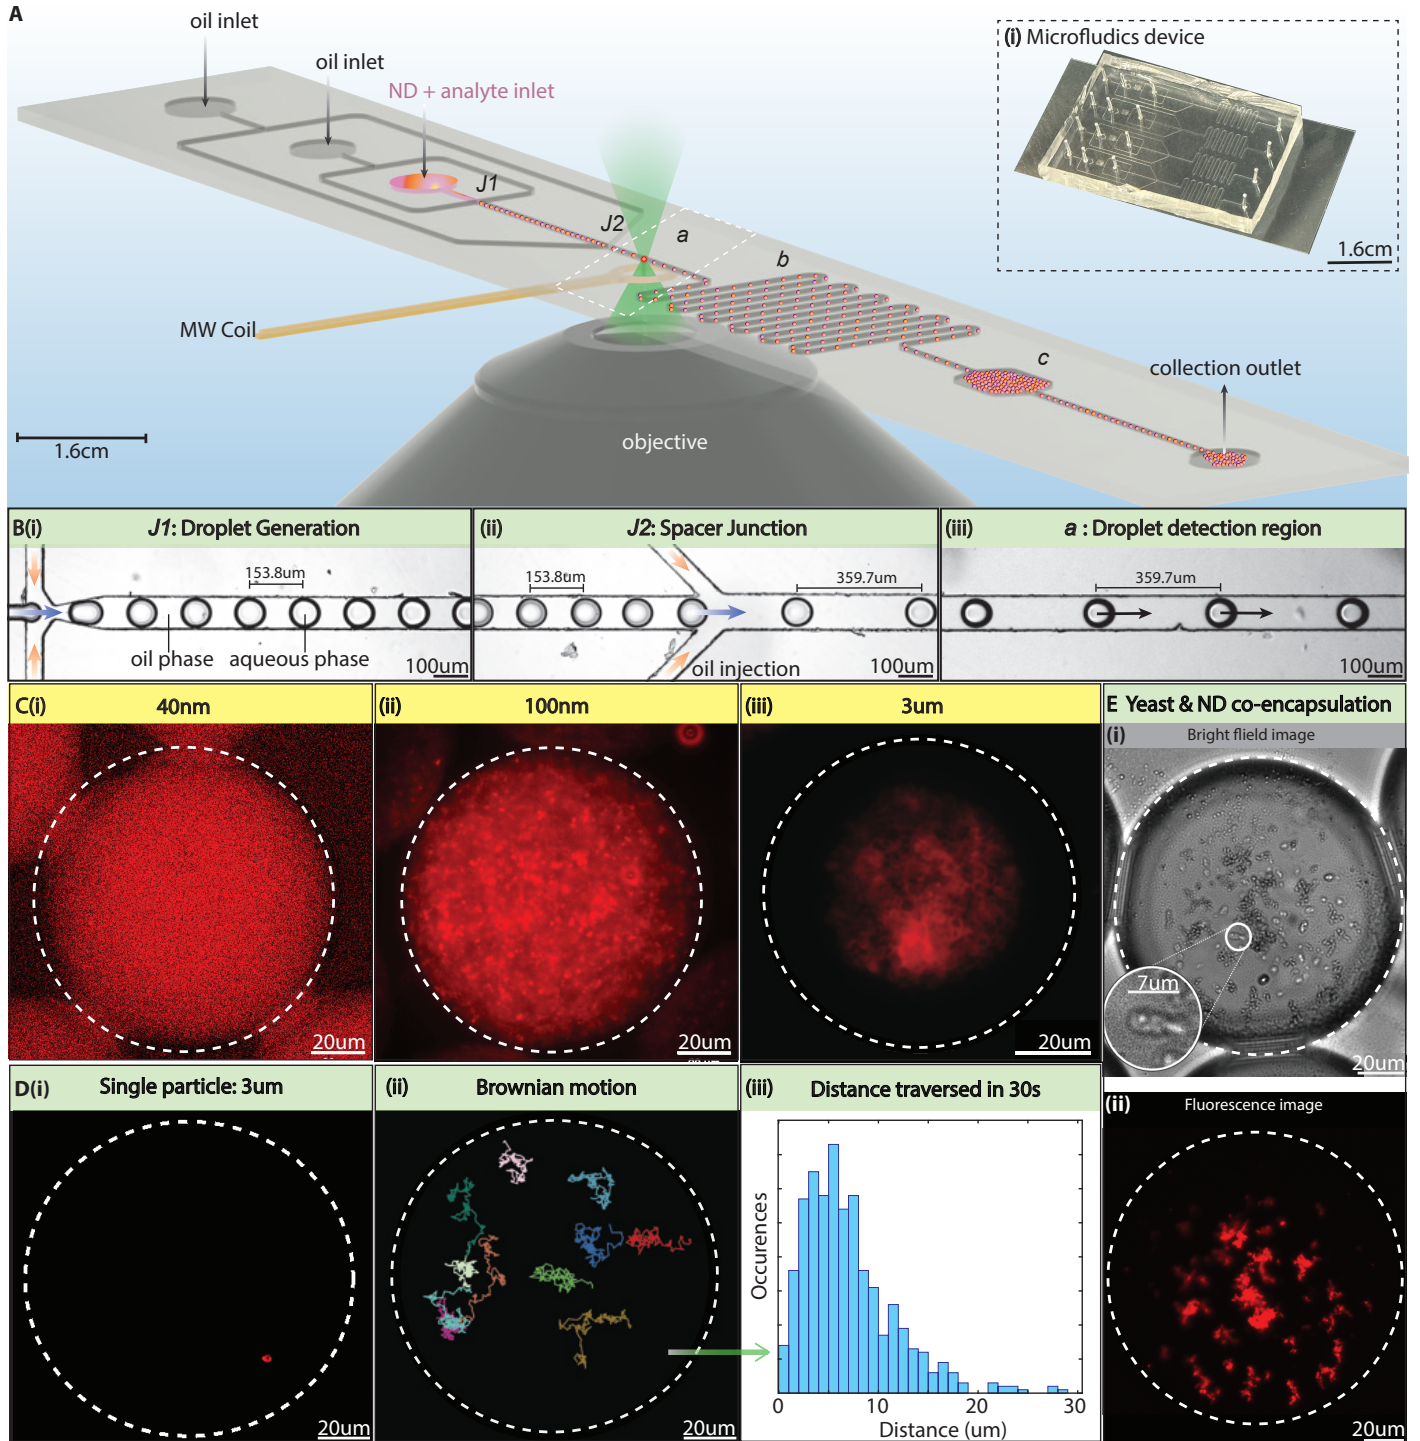 A
oil inlet
oil inlet
ND + analyte inlet
J1
J2
a
b
c
MW Coil
objective
collection outlet
1.6cm
(i) Microfludics device
1.6cm
B(i) J1: Droplet Generation
153.8um
oil phase
aqueous phase
100um
(ii) J2: Spacer Junction
153.8um
359.7um
oil injection
100um
(iii) a : Droplet detection region
359.7um
100um
C(i) 40nm
20um
(ii) 100nm
20um
(iii) 3um
20um
E Yeast & ND co-encapsulation
(i) Bright flield image
7um
20um
(ii) Fluorescence image
20um
D(i) Single particle: 3um
20um
(ii) Brownian motion
20um
(iii) Distance traversed in 30s
Occurences
0 10 20 30
Distance (um)